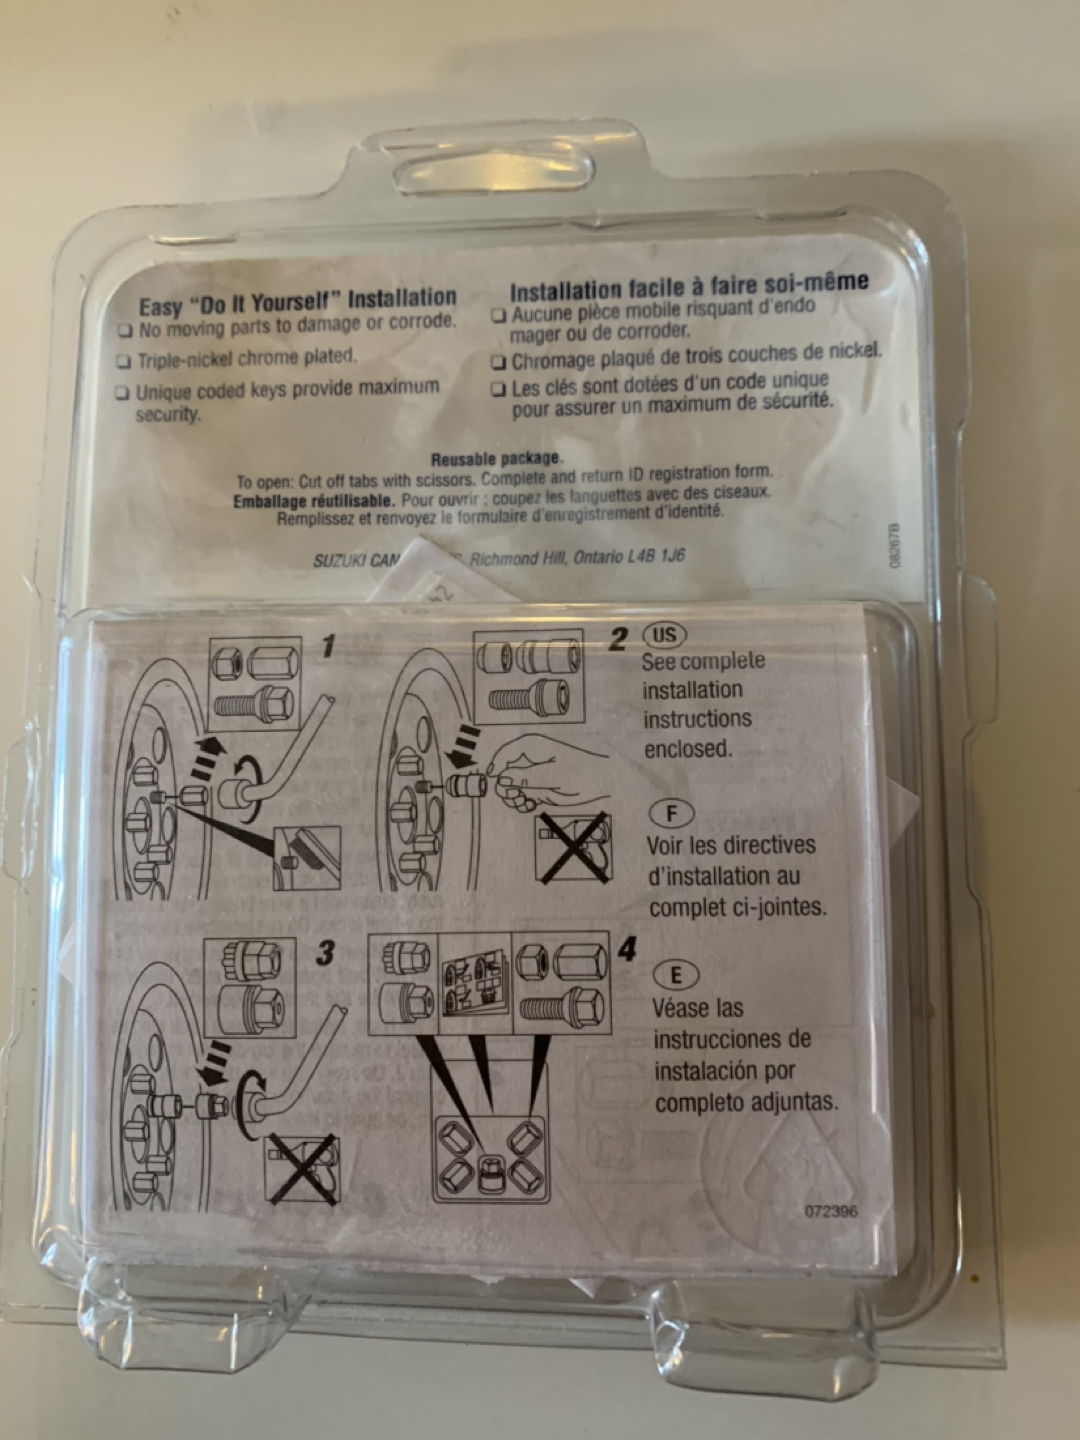 Easy “Do It Yourself” Installation
❏ No moving parts to damage or corrode.
❏ Triple-nickel chrome plated.
❏ Unique coded keys provide maximum
security.
Installation facile à faire soi-même
❏ Aucune pièce mobile risquant d'endo
mager ou de corroder.
❏ Chromage plaqué de trois couches de nickel.
❏ Les clés sont dotées d'un code unique
pour assurer un maximum de sécurité.
Reusable package.
To open: Cut off tabs with scissors. Complete and return ID registration form.
Emballage réutilisable. Pour ouvrir : coupez les languettes avec des ciseaux.
Remplissez et renvoyez le formulaire d'enregistrement d'identité.
SUZUKI CAN Richmond Hill, Ontario L4B 1J6
08267B
1
2
US
See complete
installation
instructions
enclosed.
F
Voir les directives
d'installation au
complet ci-jointes.
3
4
E
Véase las
instrucciones de
instalación por
completo adjuntas.
072396